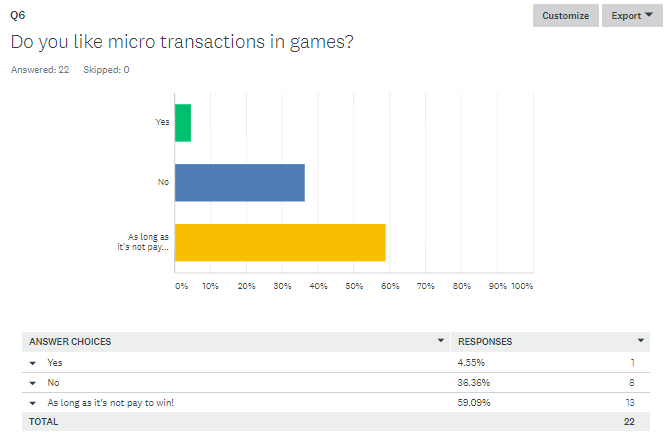 Q6
Customize
Export
Do you like micro transactions in games?
Answered: 22 Skipped: 0
Yes
No
As long as
it's not pay...
0% 10% 20% 30% 40% 50% 60% 70% 80% 90% 100%
ANSWER CHOICES RESPONSES
Yes 4.55% 1
No 36.36% 8
As long as it's not pay to win! 59.09% 13
TOTAL 22